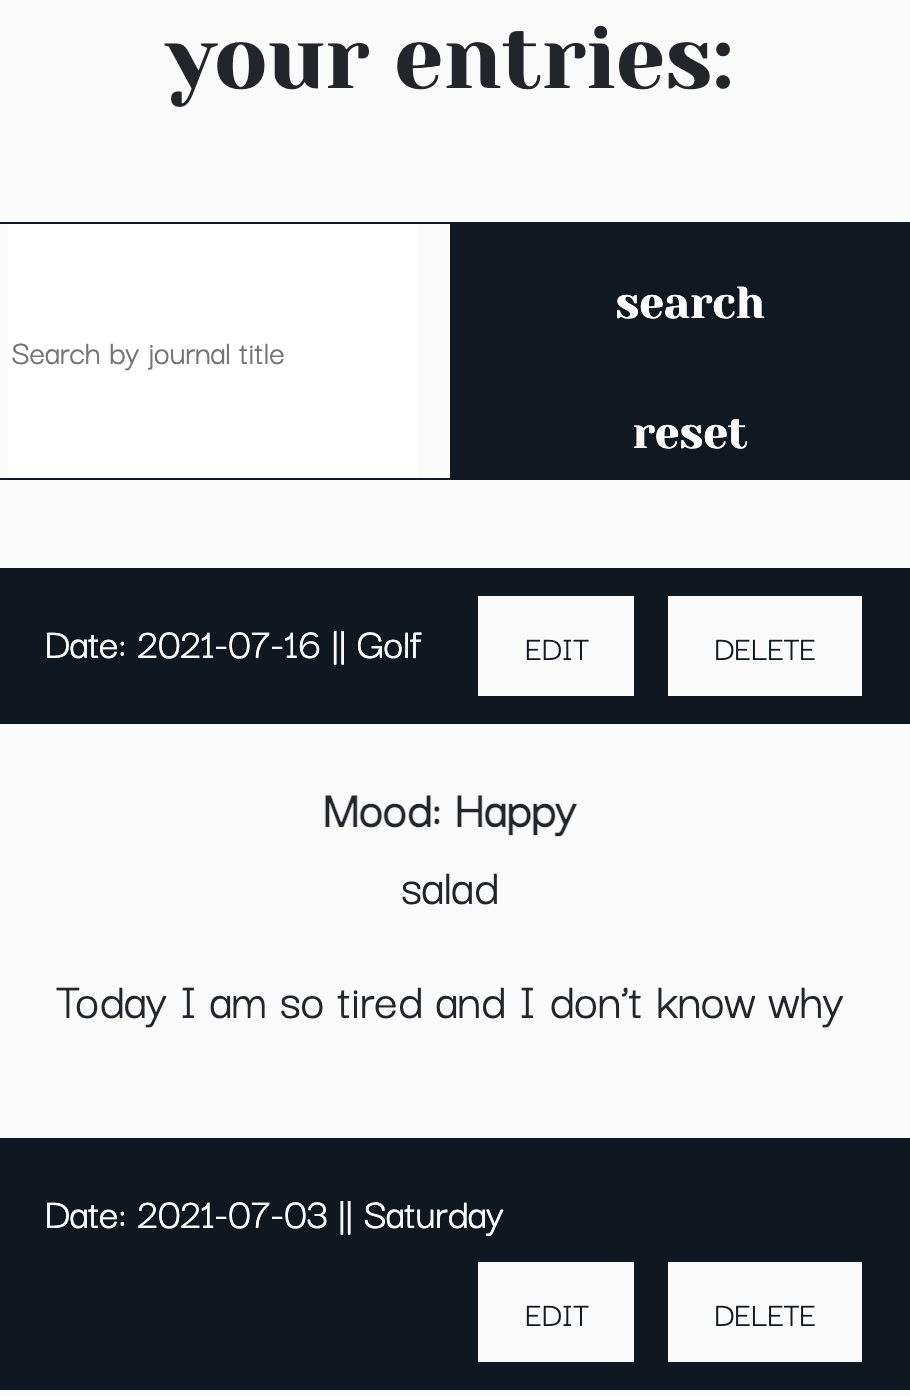 your entries:
Search by journal title
search
reset
Date: 2021-07-16 || Golf
EDIT
DELETE
Mood: Happy
salad
Today I am so tired and I don’t know why
Date: 2021-07-03 || Saturday
EDIT
DELETE